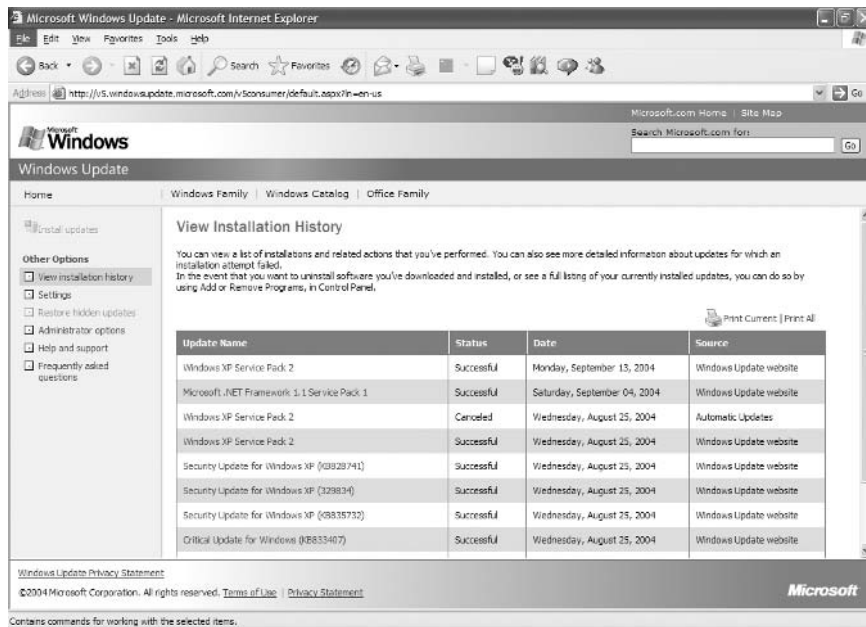 Microsoft Windows Update - Microsoft Internet Explorer
File Edit View Favorites Tools Help
Back Search Favorites
Address http://v5.windowsupdate.microsoft.com/v5consumer/default.aspx?ln=en-us Go
Microsoft.com Home | Site Map
Microsoft Windows
Search Microsoft.com for:
Go
Windows Update
Home Windows Family | Windows Catalog | Office Family
Install updates
Other Options
View installation history
Settings
Restore hidden updates
Administrator options
Help and support
Frequently asked
questions
View Installation History
You can view a list of installations and related actions that you've performed. You can also see more detailed information about updates for which an
installation attempt failed.
In the event that you want to uninstall software you've downloaded and installed, or see a full listing of your currently installed updates, you can do so by
using Add or Remove Programs, in Control Panel.
Print Current | Print All
Update Name Status Date Source
Windows XP Service Pack 2 Successful Monday, September 13, 2004 Windows Update website
Microsoft .NET Framework 1.1 Service Pack 1 Successful Saturday, September 04, 2004 Windows Update website
Windows XP Service Pack 2 Canceled Wednesday, August 25, 2004 Automatic Updates
Windows XP Service Pack 2 Successful Wednesday, August 25, 2004 Windows Update website
Security Update for Windows XP (KB828741) Successful Wednesday, August 25, 2004 Windows Update website
Security Update for Windows XP (329834) Successful Wednesday, August 25, 2004 Windows Update website
Security Update for Windows XP (KB835732) Successful Wednesday, August 25, 2004 Windows Update website
Critical Update for Windows (KB833407) Successful Wednesday, August 25, 2004 Windows Update website
Windows Update Privacy Statement
©2004 Microsoft Corporation. All rights reserved. Terms of Use | Privacy Statement
Microsoft
Contains commands for working with the selected items.